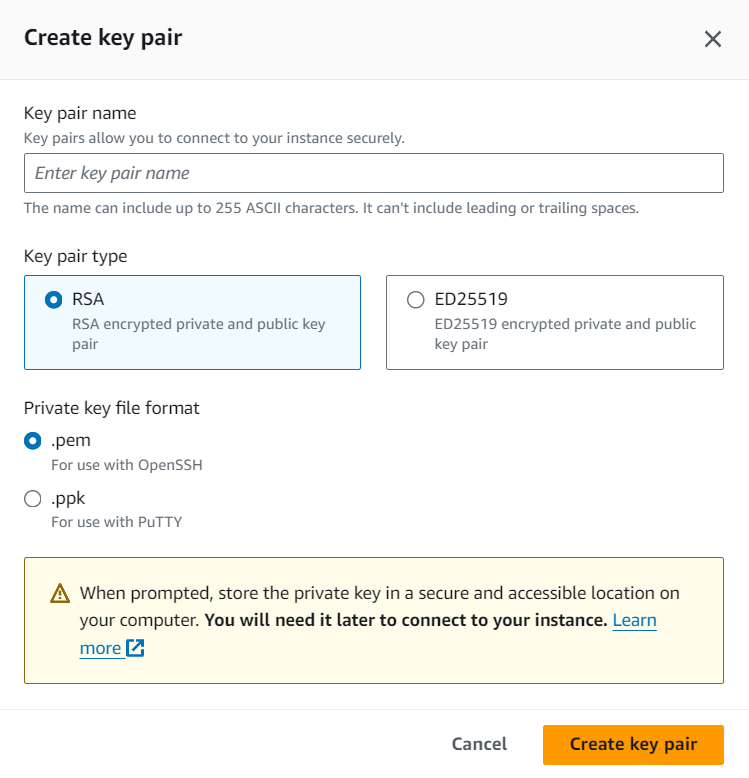 Create key pair
Key pair name
Key pairs allow you to connect to your instance securely.
Enter key pair name
The name can include up to 255 ASCII characters. It can't include leading or trailing spaces.
Key pair type
RSA
RSA encrypted private and public key
pair
ED25519
ED25519 encrypted private and public
key pair
Private key file format
.pem
For use with OpenSSH
.ppk
For use with PuTTY
When prompted, store the private key in a secure and accessible location on
your computer. You will need it later to connect to your instance. Learn
more
Cancel
Create key pair